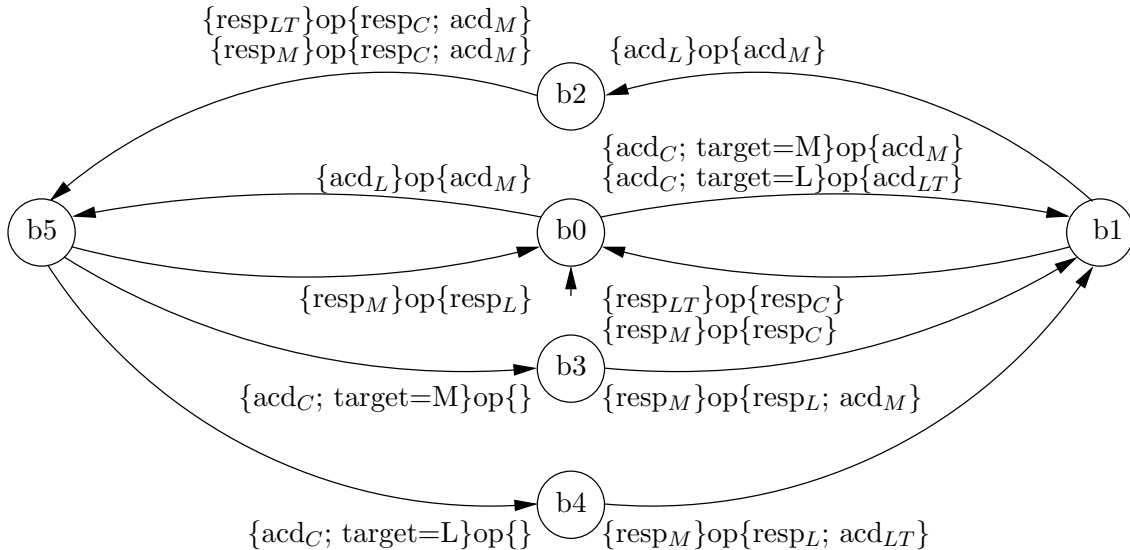 {resp_LT}op{resp_C; acd_M}
{resp_M}op{resp_C; acd_M}
{acd_L}op{acd_M}
b2
{acd_C; target=M}op{acd_M}
{acd_L}op{acd_M}
{acd_C; target=L}op{acd_LT}
b5
b0
b1
{resp_M}op{resp_L}
{resp_LT}op{resp_C}
{resp_M}op{resp_C}
b3
{acd_C; target=M}op{}
{resp_M}op{resp_L; acd_M}
b4
{acd_C; target=L}op{}
{resp_M}op{resp_L; acd_LT}